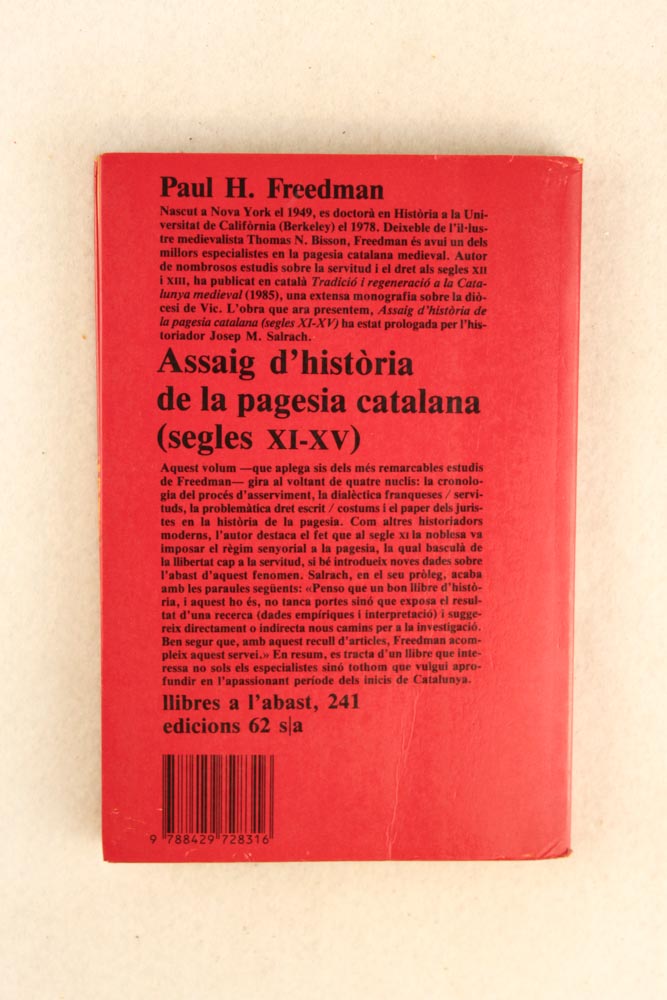 Paul H. Freedman
Nascut a Nova York el 1949, es doctorà en Història a la Uni-
versitat de Califòrnia (Berkeley) el 1978. Deixeble de l'il·lus-
tre medievalista Thomas N. Bisson, Freedman és avui un dels
millors especialistes en la pagesia catalana medieval. Autor
de nombrosos estudis sobre la servitud i el dret als segles XII
i XIII, ha publicat en català Tradició i regeneració a la Cata-
lunya medieval (1985), una extensa monografia sobre la diò-
cesi de Vic. L'obra que ara presentem, Assaig d'història de
la pagesia catalana (segles XI-XV) ha estat prologada per l'his-
toriador Josep M. Salrach.
Assaig d'història
de la pagesia catalana
(segles XI-XV)
Aquest volum —que aplega sis dels més remarcables estudis
de Freedman— gira al voltant de quatre nuclis: la cronolo-
gia del procés d'asserviment, la dialèctica franqueses / servi-
tuds, la problemàtica dret escrit / costums i el paper dels juris-
tes en la història de la pagesia. Com altres historiadors
moderns, l'autor destaca el fet que al segle XI la noblesa va
imposar el règim senyorial a la pagesia, la qual basculà de
la llibertat cap a la servitud, si bé introdueix noves dades sobre
l'abast d'aquest fenomen. Salrach, en el seu pròleg, acaba
amb les paraules següents: «Penso que un bon llibre d'histò-
ria, i aquest ho és, no tanca portes sinó que exposa el resul-
tat d'una recerca (dades empíriques i interpretació) i sugge-
reix directament o indirecta nous camins per a la investigació.
Ben segur que, amb aquest recull d'articles, Freedman acom-
pleix aquest servei.» En resum, es tracta d'un llibre que inte-
ressa no sols els especialistes sinó tothom que vulgui apro-
fundir en l'apassionant període dels inicis de Catalunya.
llibres a l'abast, 241
edicions 62 s|a
9 788429 728316